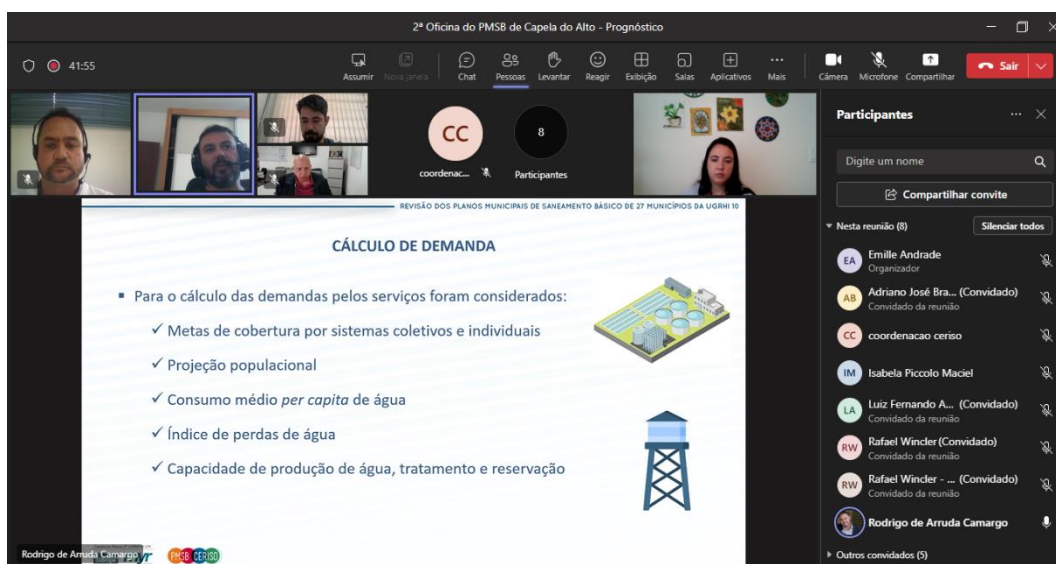 2ª Oficina do PMSB de Capela do Alto - Prognóstico
41:55
Assumir
Nova janela
Chat
Pessoas
Levantar
Reagir
Exibição
Salas
Aplicativos
Mais
Câmera
Microfone
Compartilhar
Sair
CC
coordenac...
8
Participantes
REVISÃO DOS PLANOS MUNICIPAIS DE SANEAMENTO BÁSICO DE 27 MUNICÍPIOS DA UGRHI 10
CÁLCULO DE DEMANDA
▪ Para o cálculo das demandas pelos serviços foram considerados:
✓ Metas de cobertura por sistemas coletivos e individuais
✓ Projeção populacional
✓ Consumo médio per capita de água
✓ Índice de perdas de água
✓ Capacidade de produção de água, tratamento e reservação
Rodrigo de Arruda Camargo
PMSB CERISO
Participantes
Digite um nome
Compartilhar convite
Nesta reunião (8)
Silenciar todos
EA
Emille Andrade
Organizador
AB
Adriano José Bra... (Convidado)
Convidado da reunião
CC
coordenacao ceriso
IM
Isabela Piccolo Maciel
LA
Luiz Fernando A... (Convidado)
Convidado da reunião
RW
Rafael Wincler (Convidado)
Convidado da reunião
RW
Rafael Wincler - ... (Convidado)
Convidado da reunião
Rodrigo de Arruda Camargo
Outros convidados (5)